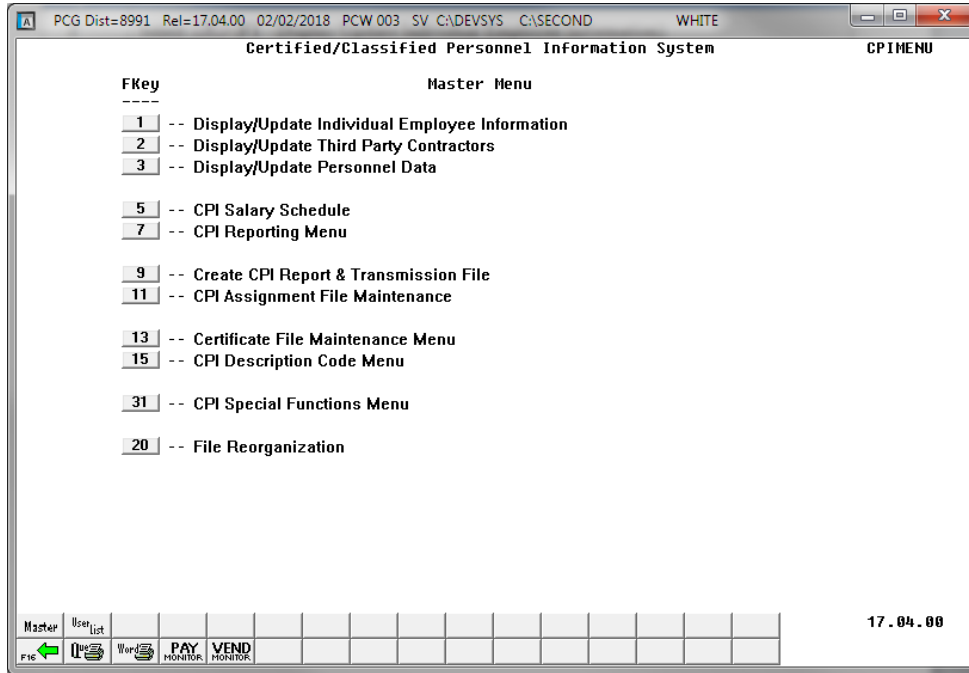 A PCG Dist=8991 Rel=17.04.00 02/02/2018 PCW 003 SV C:\DEVSYS C:\SECOND WHITE
Certified/Classified Personnel Information System CPIMENU
FKey Master Menu
----
1 -- Display/Update Individual Employee Information
2 -- Display/Update Third Party Contractors
3 -- Display/Update Personnel Data
5 -- CPI Salary Schedule
7 -- CPI Reporting Menu
9 -- Create CPI Report & Transmission File
11 -- CPI Assignment File Maintenance
13 -- Certificate File Maintenance Menu
15 -- CPI Description Code Menu
31 -- CPI Special Functions Menu
20 -- File Reorganization
Master User List 17.04.00
F16 Que Word PAY MONITOR VEND MONITOR